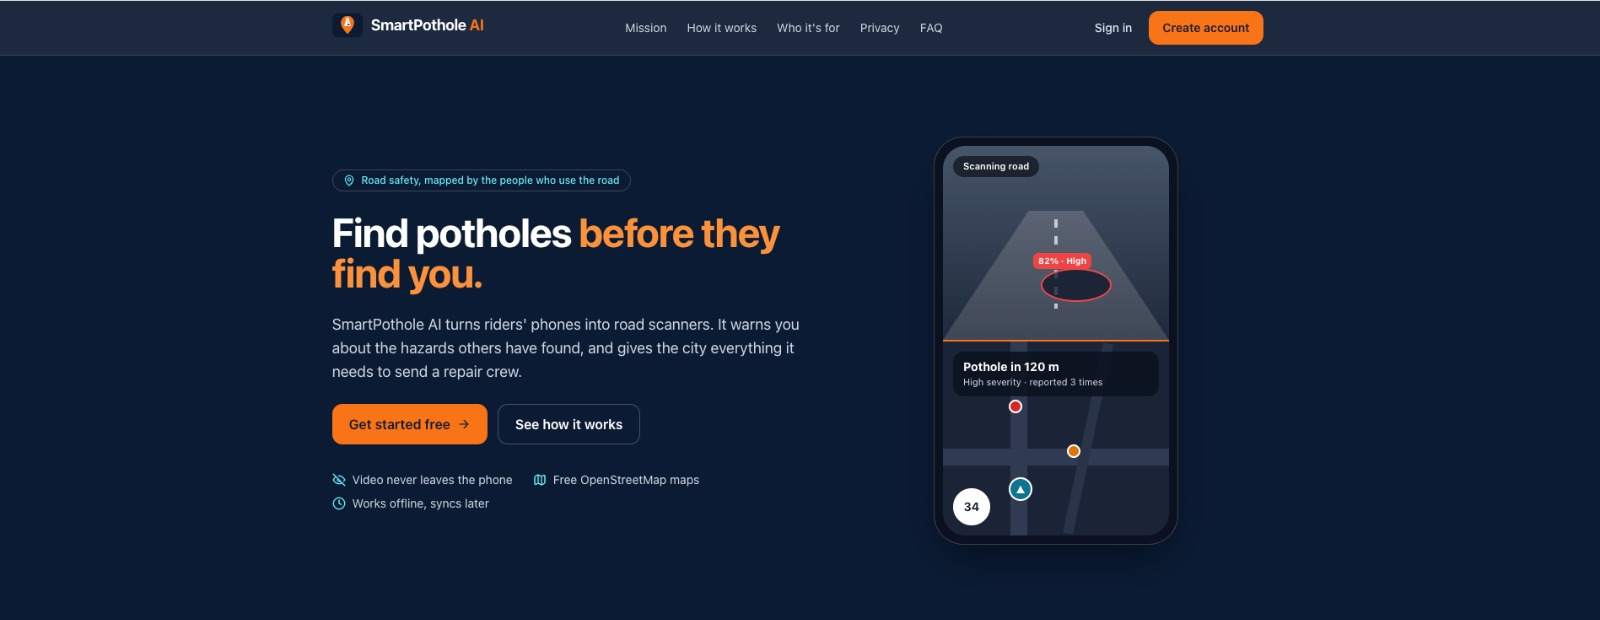 SmartPothole AI
Mission
How it works
Who it's for
Privacy
FAQ
Sign in
Create account
Road safety, mapped by the people who use the road
Find potholes before they
find you.
SmartPothole AI turns riders' phones into road scanners. It warns you
about the hazards others have found, and gives the city everything it
needs to send a repair crew.
Get started free →
See how it works
Video never leaves the phone
Free OpenStreetMap maps
Works offline, syncs later
Scanning road
82% · High
Pothole in 120 m
High severity · reported 3 times
34